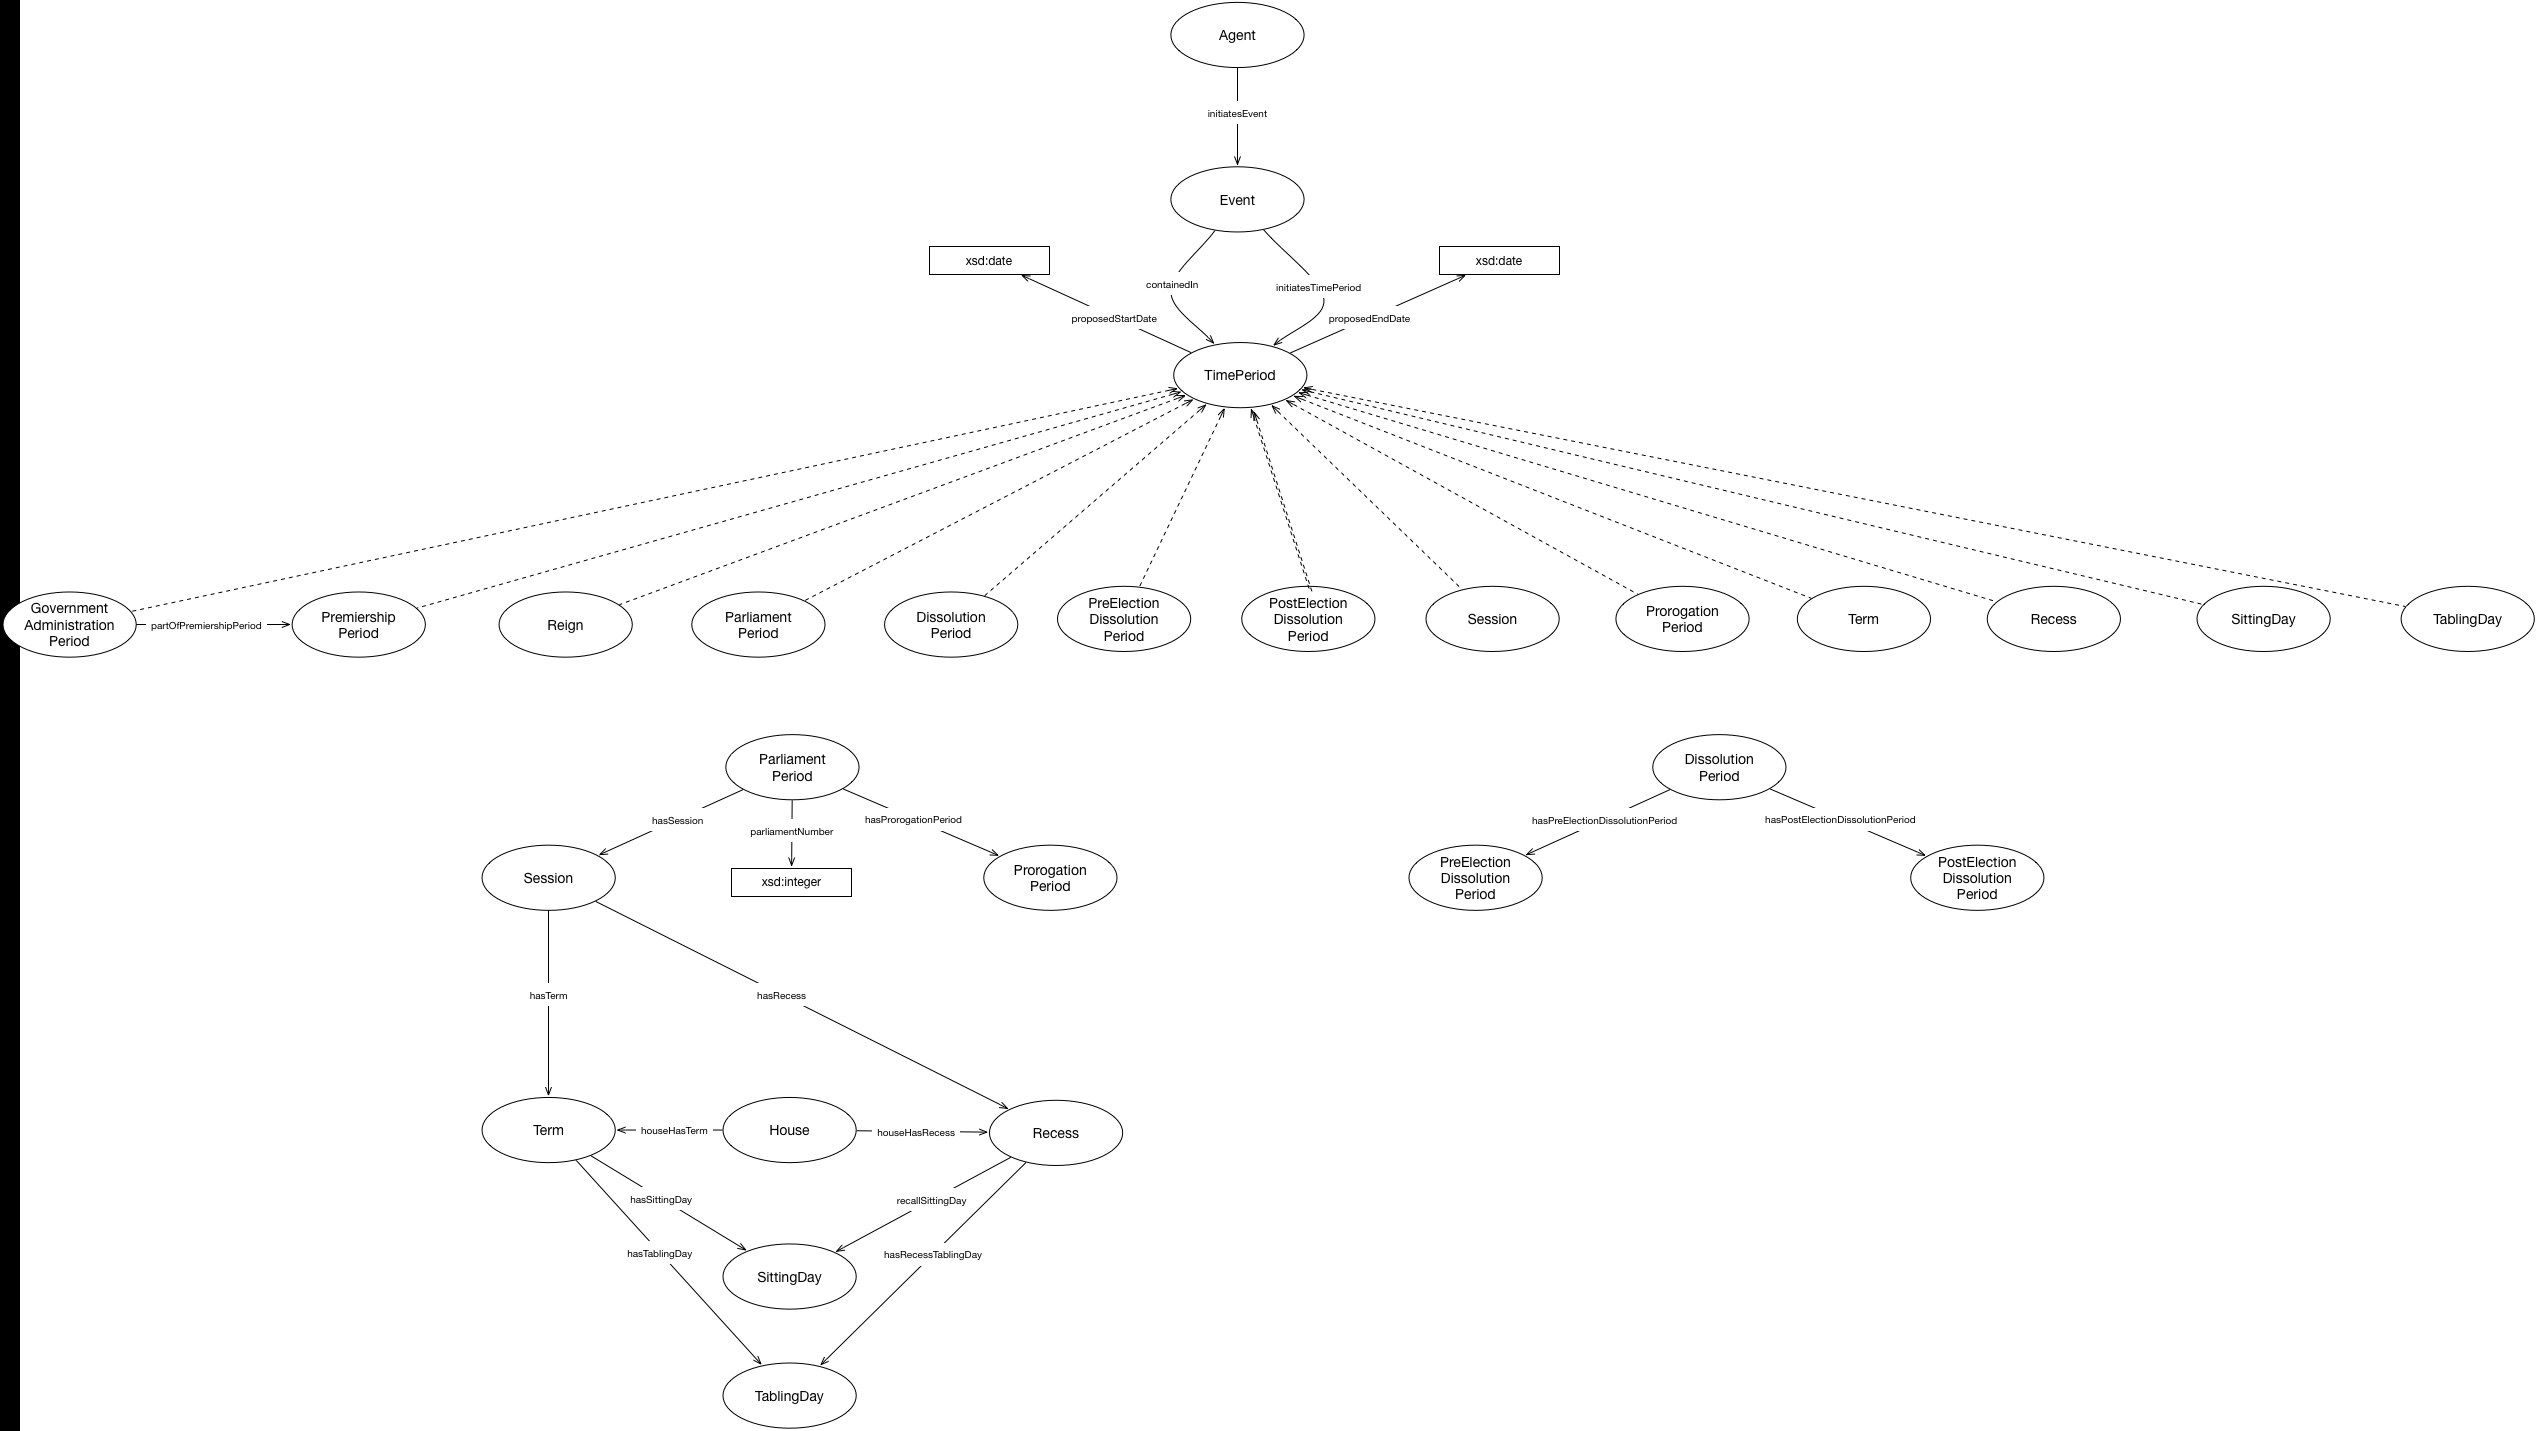 Agent
initiatesEvent
Event
xsd:date
xsd:date
containedIn
initiatesTimePeriod
proposedStartDate
proposedEndDate
TimePeriod
Government
Administration
Period
partOfPremiershipPeriod
Premiership
Period
Reign
Parliament
Period
Dissolution
Period
PreElection
Dissolution
Period
PostElection
Dissolution
Period
Session
Prorogation
Period
Term
Recess
SittingDay
TablingDay
Parliament
Period
Dissolution
Period
hasSession
parliamentNumber
hasProrogationPeriod
hasPreElectionDissolutionPeriod
hasPostElectionDissolutionPeriod
Session
xsd:integer
Prorogation
Period
PreElection
Dissolution
Period
PostElection
Dissolution
Period
hasTerm
hasRecess
Term
houseHasTerm
House
houseHasRecess
Recess
hasSittingDay
recallSittingDay
hasTablingDay
hasRecessTablingDay
SittingDay
TablingDay